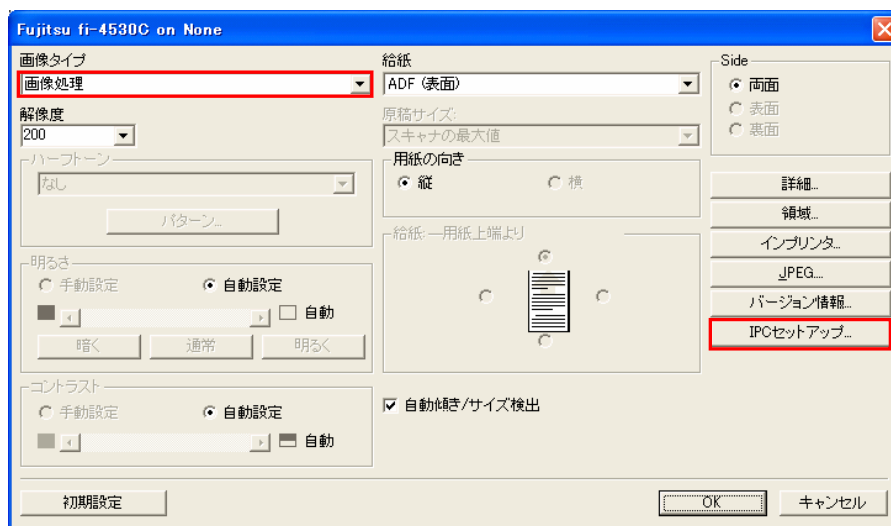 Fujitsu fi-4530C on None
画像タイプ
画像処理
解像度
200
ハーフトーン
なし
パターン...
明るさ
手動設定
自動設定
自動
暗く
通常
明るく
コントラスト
手動設定
自動設定
自動
初期設定
給紙
ADF (表面)
原稿サイズ:
スキャナの最大値
用紙の向き
縦
横
給紙:―用紙上端より
自動傾き/サイズ検出
Side
両面
表面
裏面
詳細...
領域...
インプリンタ...
JPEG...
バージョン情報...
IPCセットアップ...
OK
キャンセル